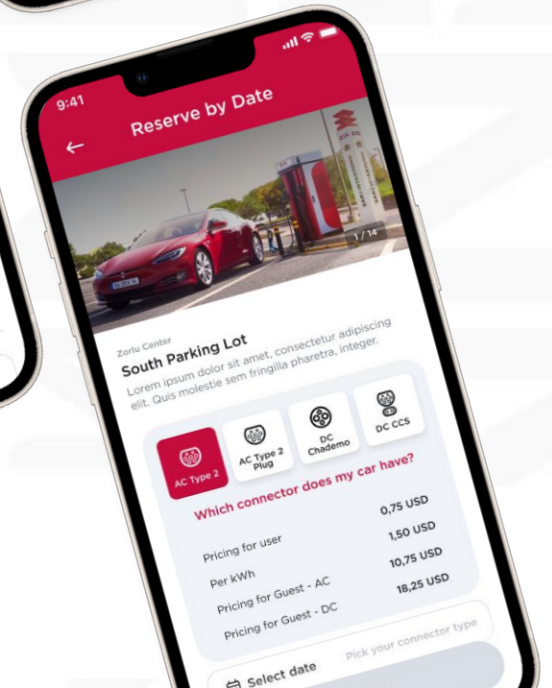 9:41
Reserve by Date
1 / 14
Zorlu Center
South Parking Lot
Lorem ipsum dolor sit amet, consectetur adipiscing
elit. Quis molestie sem fringilla pharetra, integer.
AC Type 2
AC Type 2
Plug
DC
Chademo
DC CCS
Which connector does my car have?
Pricing for user 0,75 USD
Per kWh 1,50 USD
Pricing for Guest - AC 10,75 USD
Pricing for Guest - DC 18,25 USD
Select date Pick your connector type